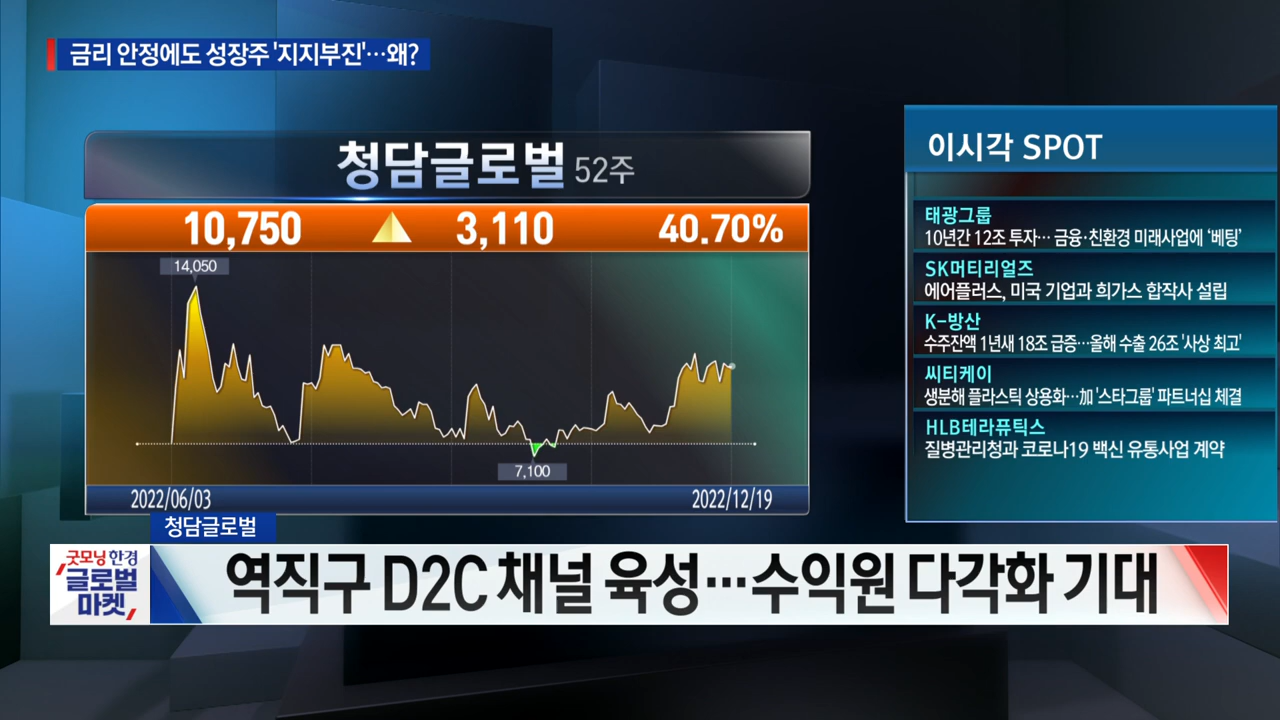 금리 안정에도 성장주 '지지부진'…왜?
청담글로벌 52주
10,750 3,110 40.70%
14,050
7,100
2022/06/03 2022/12/19
이시각 SPOT
태광그룹
10년간 12조 투자… 금융·친환경 미래사업에 ‘베팅’
SK머티리얼즈
에어플러스, 미국 기업과 희가스 합작사 설립
K-방산
수주잔액 1년새 18조 급증…올해 수출 26조 '사상 최고'
씨티케이
생분해 플라스틱 상용화…加 '스타그룹' 파트너십 체결
HLB테라퓨틱스
질병관리청과 코로나19 백신 유통사업 계약
청담글로벌
굿모닝 한경
글로벌
마켓
역직구 D2C 채널 육성…수익원 다각화 기대